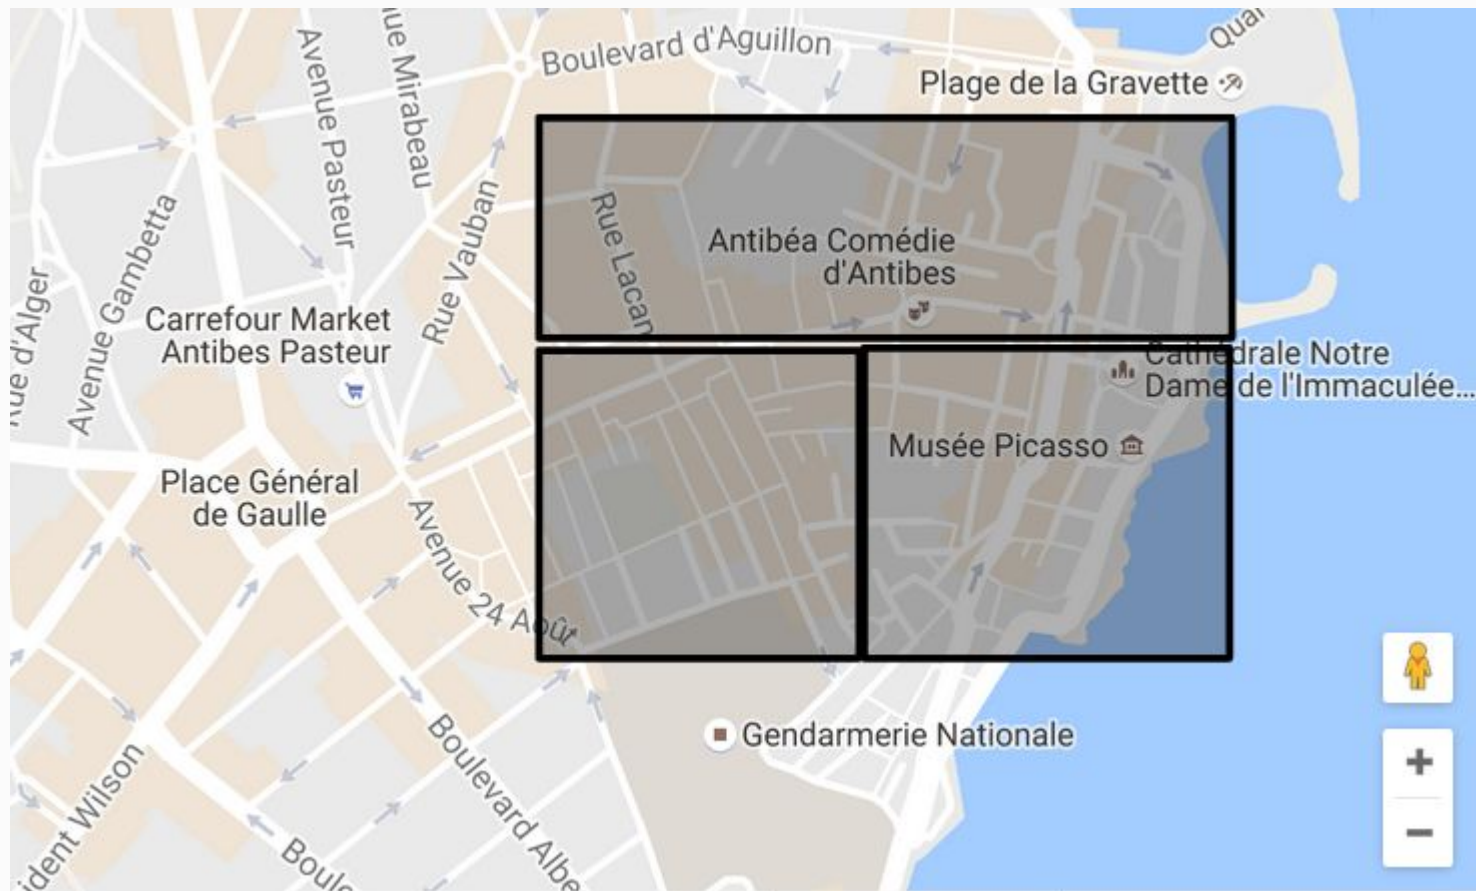 Quai
Boulevard d'Aguillon
Avenue Pasteur
ue Mirabeau
Plage de la Gravette
Rue Vauban
Rue Lacan
Avenue Gambetta
Rue d'Alger
Antibéa Comédie
d'Antibes
Carrefour Market
Antibes Pasteur
Cathédrale Notre
Dame de l'Immaculée...
Musée Picasso
Place Général
de Gaulle
Avenue 24 Août
Gendarmerie Nationale
ident Wilson
Boulevard Albe
Boule
+
−